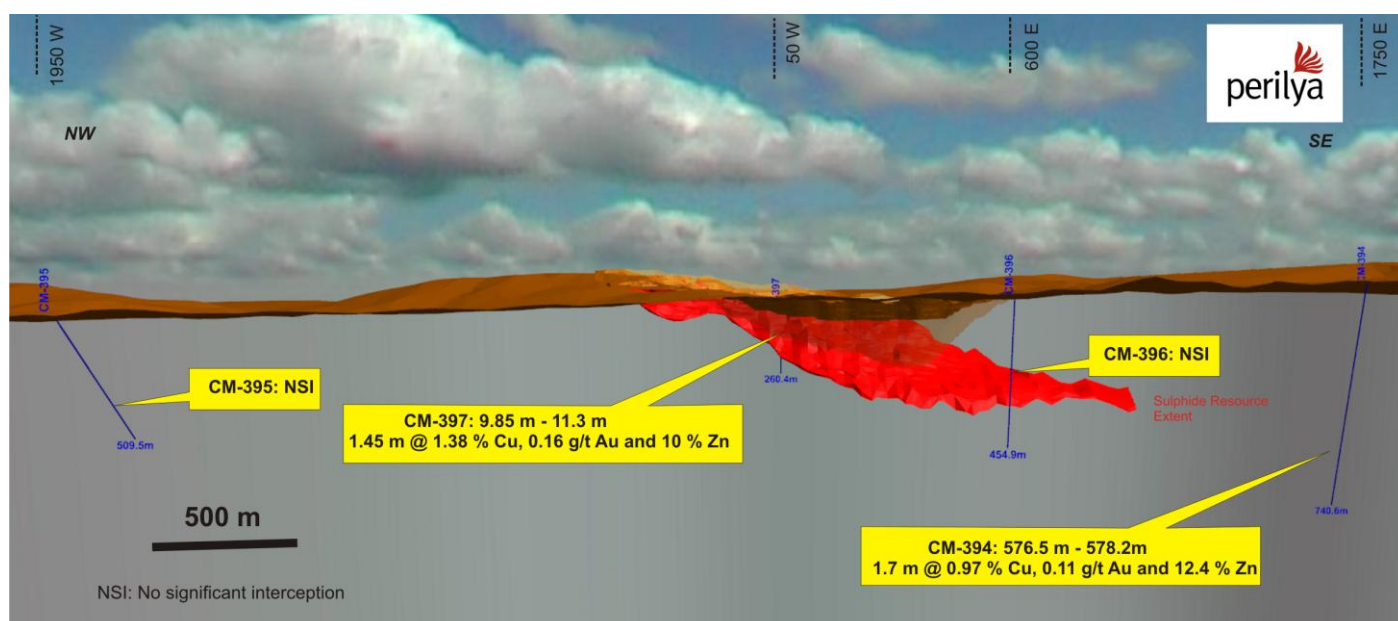 1950 W
50 W
600 E
1750 E
perilya
NW
SE
CM-395
397
CM-396
CM-394
CM-395: NSI
CM-396: NSI
260.4m
Sulphide Resource
Extent
CM-397: 9.85 m - 11.3 m
1.45 m @ 1.38 % Cu, 0.16 g/t Au and 10 % Zn
509.5m
454.9m
740.6m
500 m
CM-394: 576.5 m - 578.2m
1.7 m @ 0.97 % Cu, 0.11 g/t Au and 12.4 % Zn
NSI: No significant interception